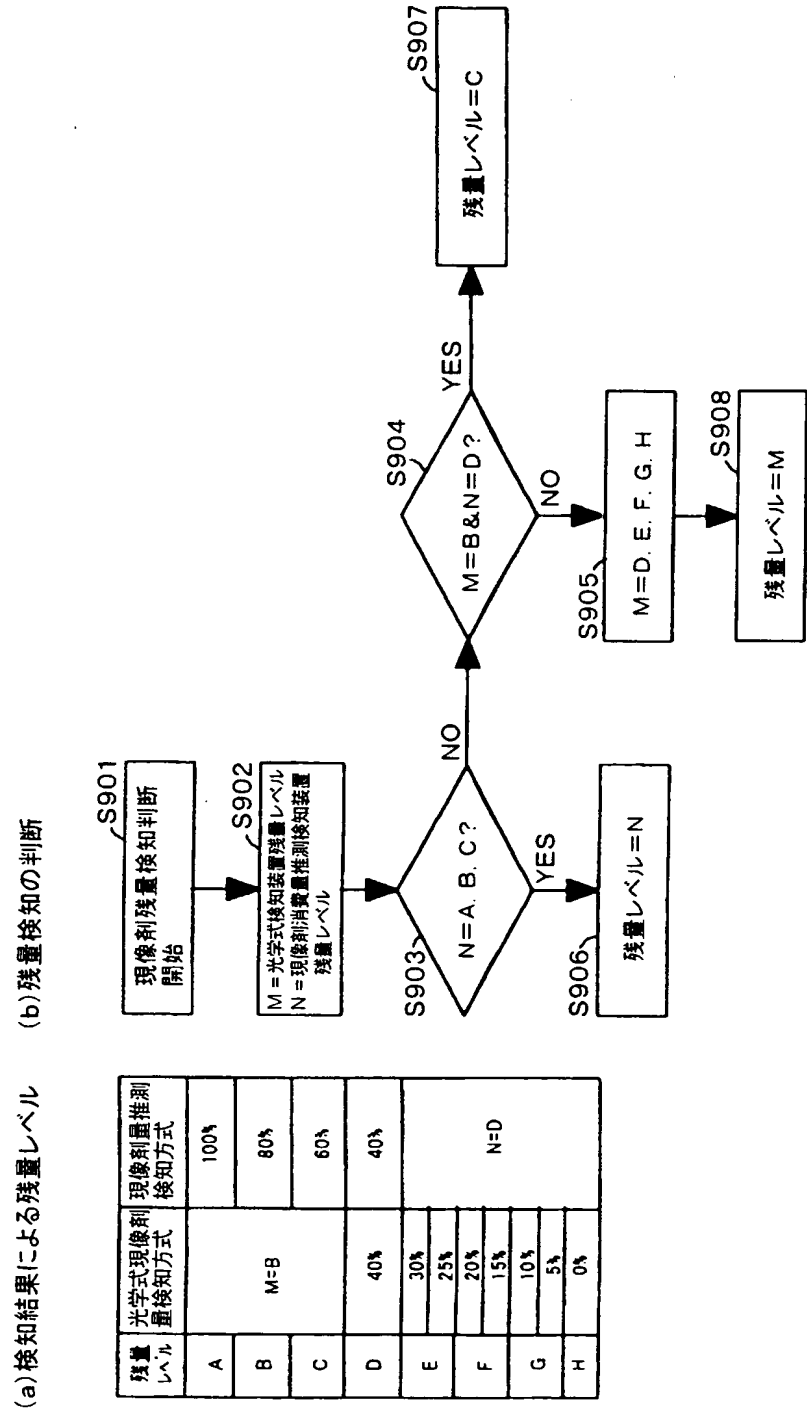 (a)検知結果による残量レベル
残量
レベル
光学式現像剤
量検知方式
現像剤量推測
検知方式
A
100%
B
M=B
80%
C
60%
D
40%
40%
E
30%
25%
F
20%
15%
N=D
G
10%
5%
H
0%
(b)残量検知の判断
S901
現像剤残量検知判断
開始
S902
M=光学式検知装置残量レベル
N=現像剤消費量推測検知装置
残量レベル
S903
N=A. B. C?
NO
YES
S906
残量レベル=N
S904
M=B&N=D?
YES
NO
S907
残量レベル=C
S905
M=D. E. F. G. H
S908
残量レベル=M